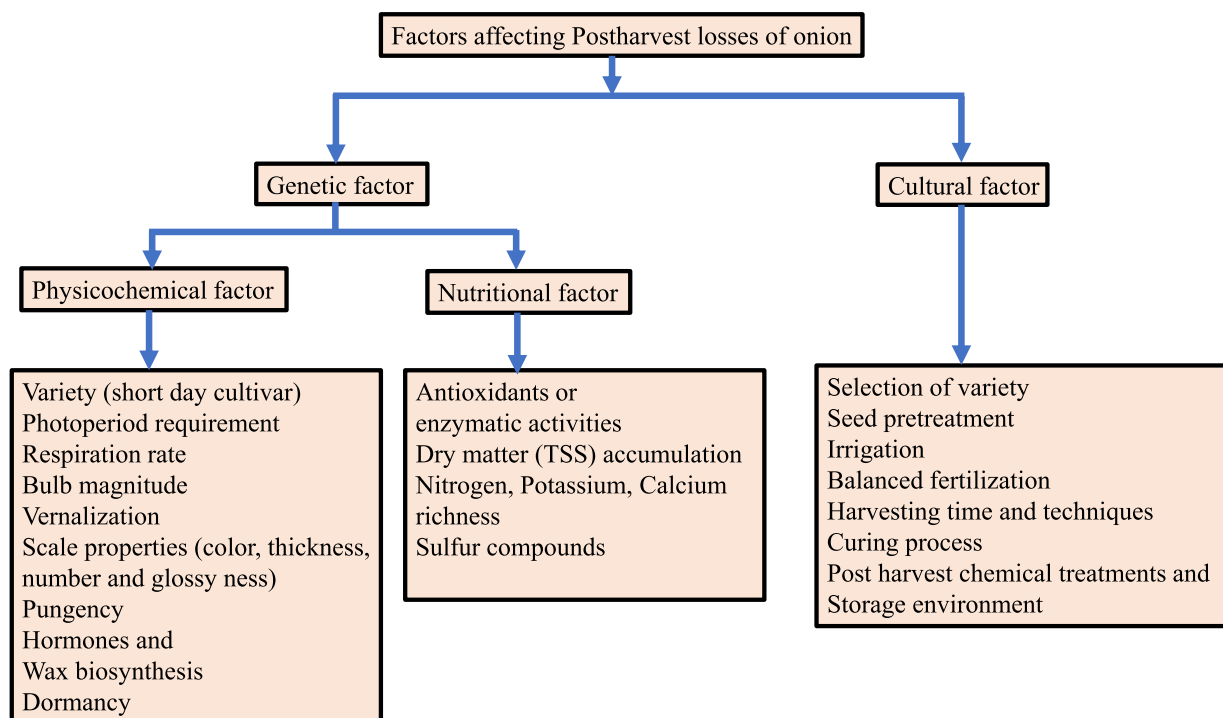 Factors affecting Postharvest losses of onion
Genetic factor
Cultural factor
Physicochemical factor
Nutritional factor
Variety (short day cultivar)
Photoperiod requirement
Respiration rate
Bulb magnitude
Vernalization
Scale properties (color, thickness,
number and glossy ness)
Pungency
Hormones and
Wax biosynthesis
Dormancy
Antioxidants or
enzymatic activities
Dry matter (TSS) accumulation
Nitrogen, Potassium, Calcium
richness
Sulfur compounds
Selection of variety
Seed pretreatment
Irrigation
Balanced fertilization
Harvesting time and techniques
Curing process
Post harvest chemical treatments and
Storage environment